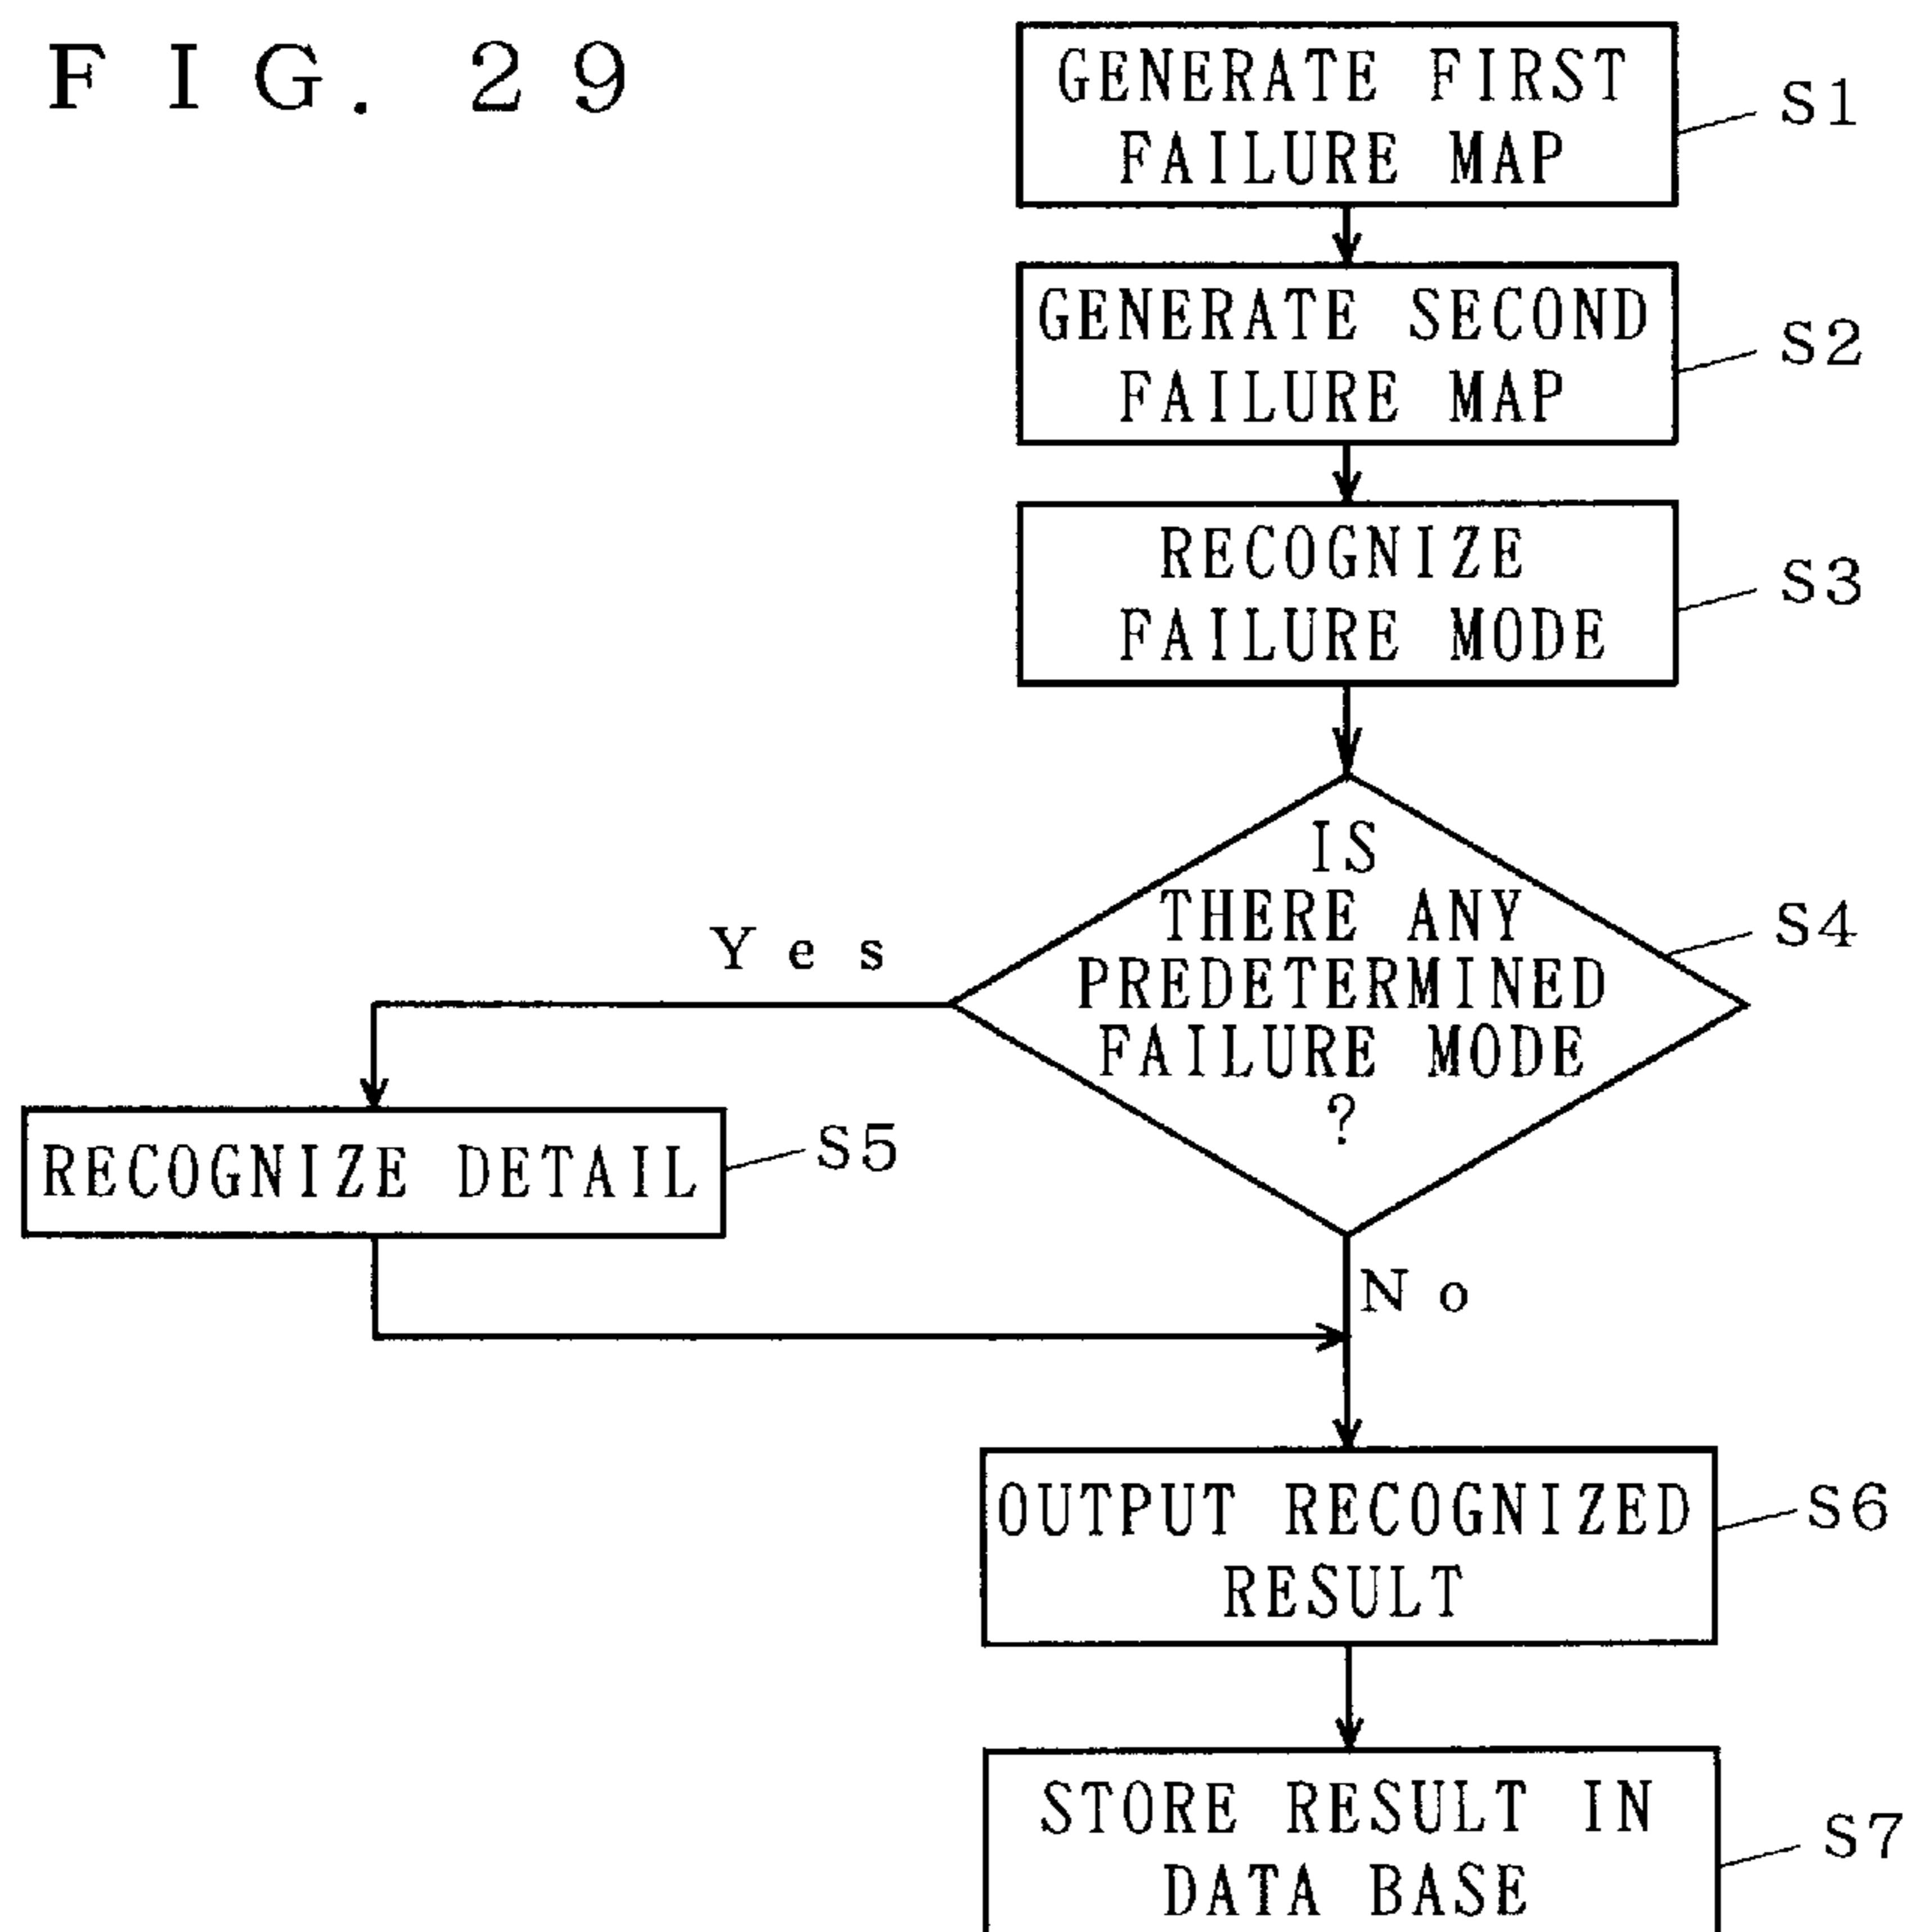 FIG. 29
GENERATE FIRST
FAILURE MAP
S1
GENERATE SECOND
FAILURE MAP
S2
RECOGNIZE
FAILURE MODE
S3
IS
THERE ANY
PREDETERMINED
FAILURE MODE
?
S4
Yes
RECOGNIZE DETAIL
S5
No
OUTPUT RECOGNIZED
RESULT
S6
STORE RESULT IN
DATA BASE
S7